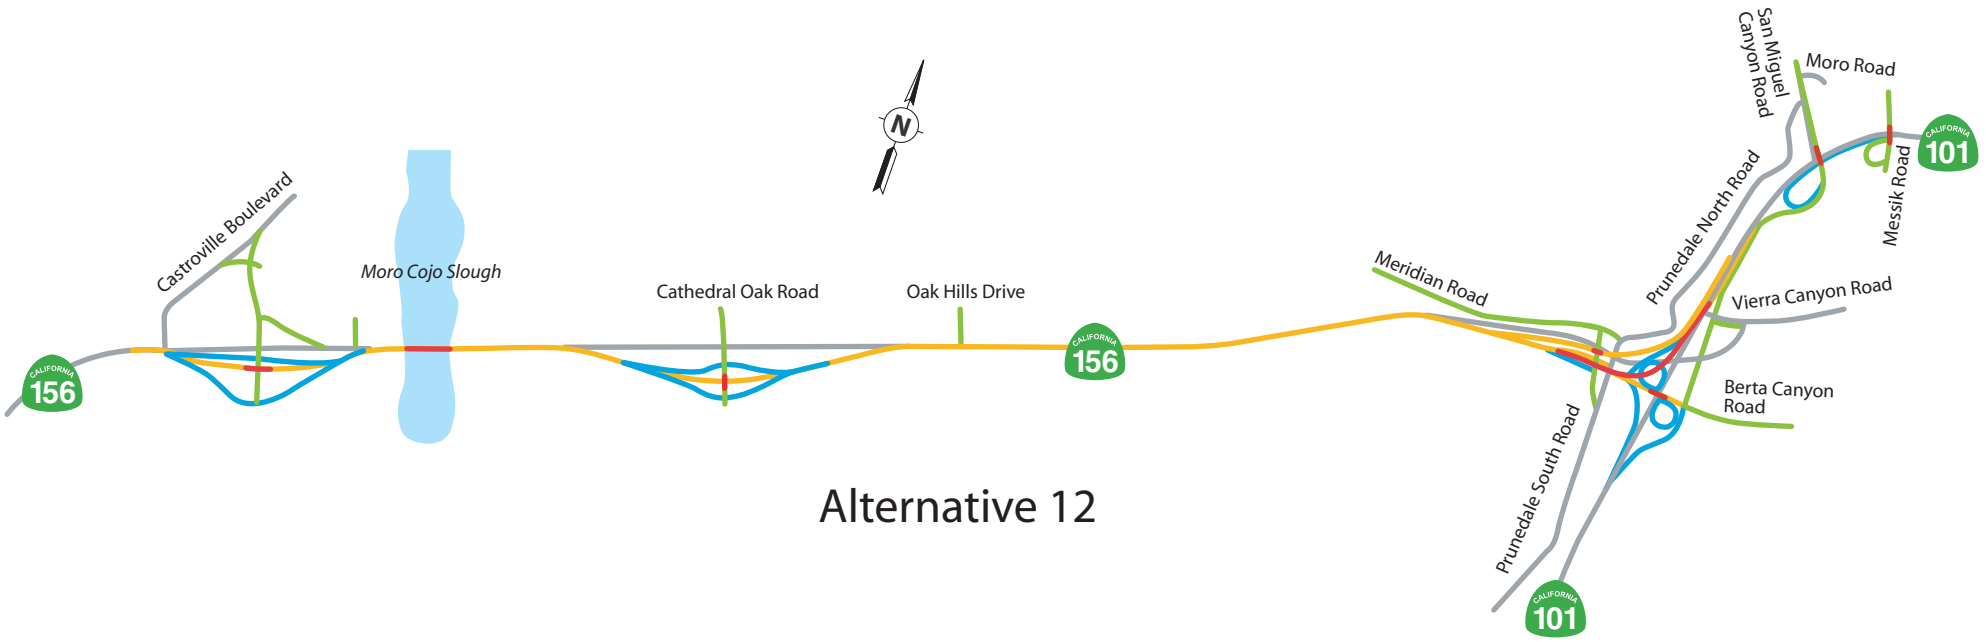 San Miguel
Canyon Road
Moro Road
CALIFORNIA
101
Messik Road
N
Prunedale North Road
Castroville Boulevard
Moro Cojo Slough
Cathedral Oak Road
Oak Hills Drive
Meridian Road
Vierra Canyon Road
CALIFORNIA
156
CALIFORNIA
156
Berta Canyon
Road
Prunedale South Road
Alternative 12
CALIFORNIA
101